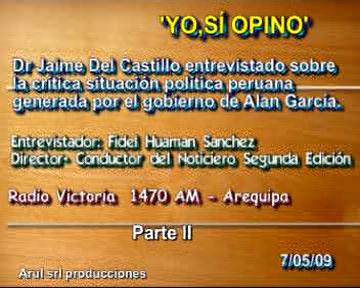 'YO,SÍ OPINO'
Dr Jaime Del Castillo entrevistado sobre
la crítica situación política peruana
generada por el gobierno de Alan García.
Entrevistador: Fidel Huaman Sanchez
Director- Conductor del Noticiero Segunda Edición
Radio Victoria 1470 AM - Arequipa
Parte II
7/05/09
Arul srl producciones